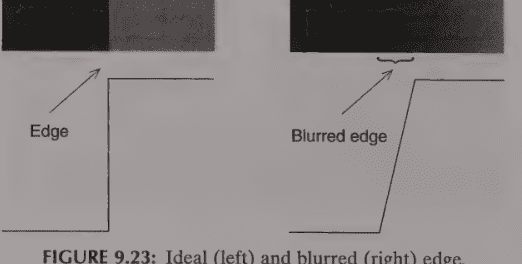 Edge
Blurred edge
FIGURE 9.23: Ideal (left) and blurred (right) edge.